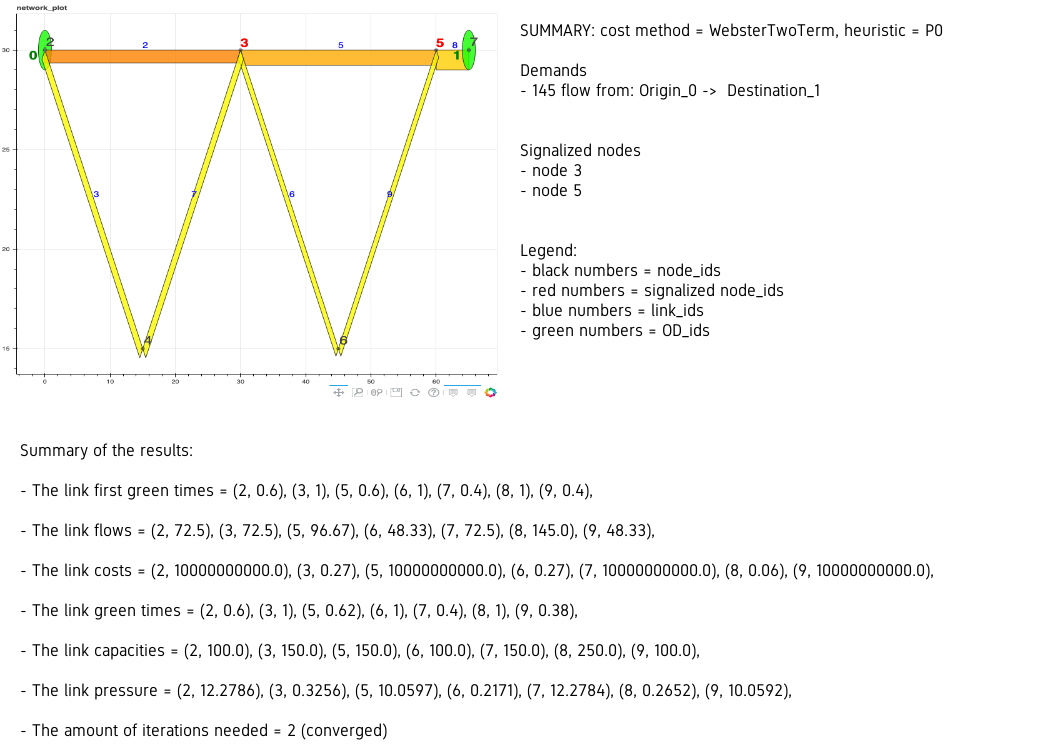 network_plot
SUMMARY: cost method = WebsterTwoTerm, heuristic = P0
Demands
- 145 flow from: Origin_0 -> Destination_1
Signalized nodes
- node 3
- node 5
Legend:
- black numbers = node_ids
- red numbers = signalized node_ids
- blue numbers = link_ids
- green numbers = OD_ids
30
25
20
15
0 10 20 30 40 50 60
0 2 2 3 5 5 8 1 7
3 7 6 9
4 6
Summary of the results:
- The link first green times = (2, 0.6), (3, 1), (5, 0.6), (6, 1), (7, 0.4), (8, 1), (9, 0.4),
- The link flows = (2, 72.5), (3, 72.5), (5, 96.67), (6, 48.33), (7, 72.5), (8, 145.0), (9, 48.33),
- The link costs = (2, 10000000000.0), (3, 0.27), (5, 10000000000.0), (6, 0.27), (7, 10000000000.0), (8, 0.06), (9, 10000000000.0),
- The link green times = (2, 0.6), (3, 1), (5, 0.62), (6, 1), (7, 0.4), (8, 1), (9, 0.38),
- The link capacities = (2, 100.0), (3, 150.0), (5, 150.0), (6, 100.0), (7, 150.0), (8, 250.0), (9, 100.0),
- The link pressure = (2, 12.2786), (3, 0.3256), (5, 10.0597), (6, 0.2171), (7, 12.2784), (8, 0.2652), (9, 10.0592),
- The amount of iterations needed = 2 (converged)